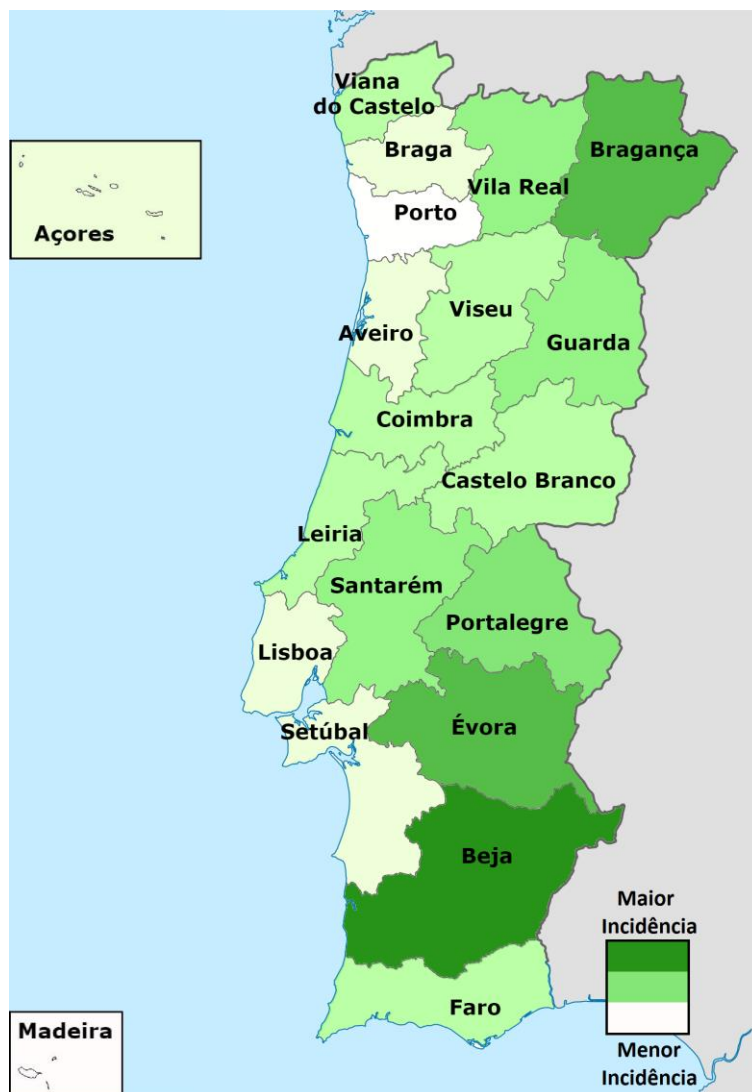 Viana
do Castelo
Braga
Bragança
Vila Real
Porto
Açores
Viseu
Aveiro
Guarda
Coimbra
Castelo Branco
Leiria
Santarém
Portalegre
Lisboa
Setúbal
Évora
Beja
Maior
Incidência
Faro
Madeira
Menor
Incidência